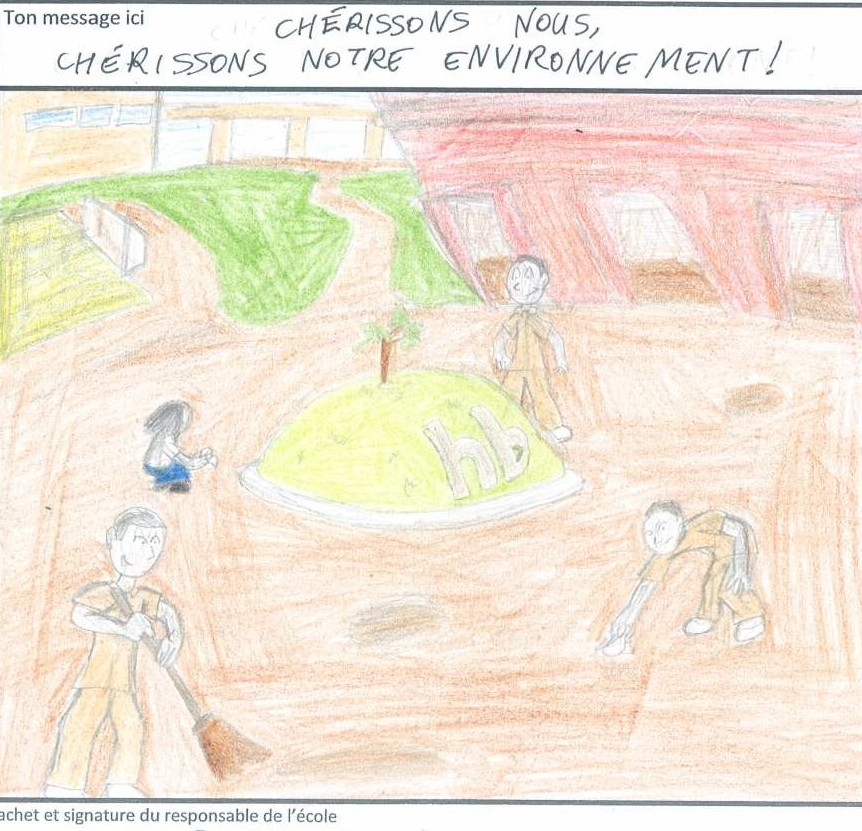 Ton message ici
CHÉRISSONS NOUS,
CHÉRISSONS NOTRE ENVIRONNEMENT!
hb
achet et signature du responsable de l'école